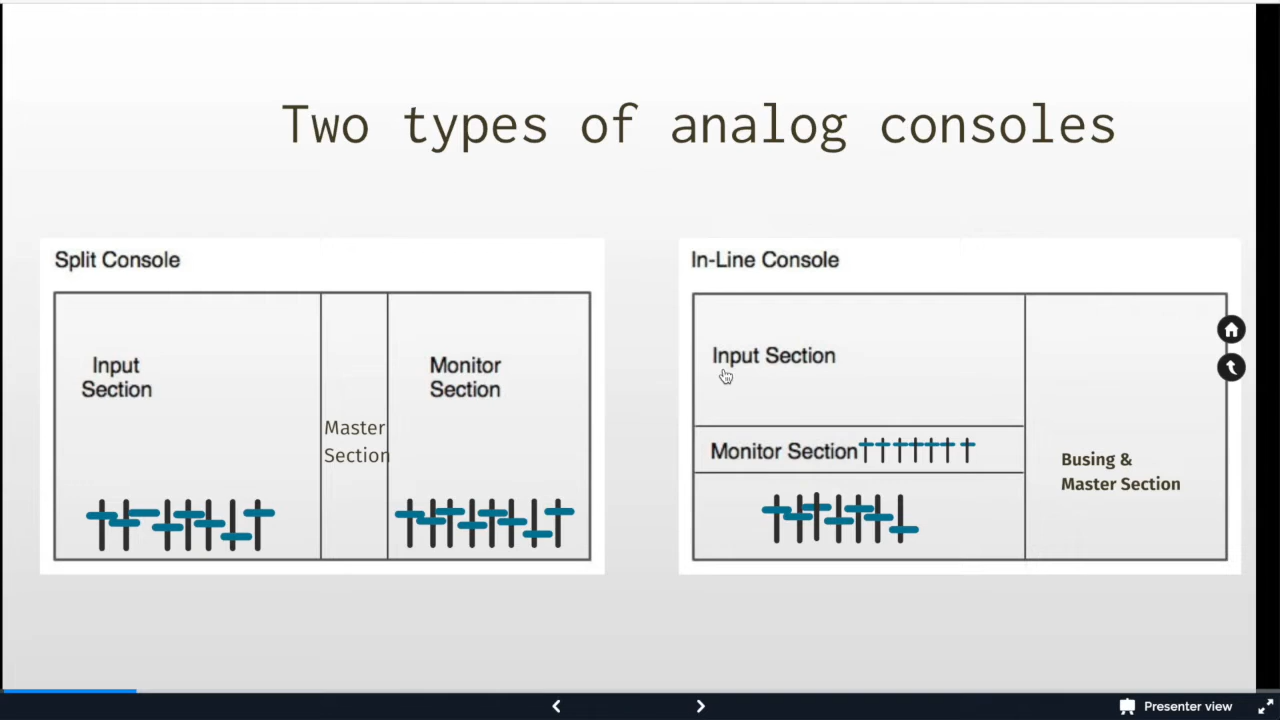 Two types of analog consoles
Split Console
Input
Section
Master
Section
Monitor
Section
In-Line Console
Input Section
Monitor Section
Busing &
Master Section
Presenter view